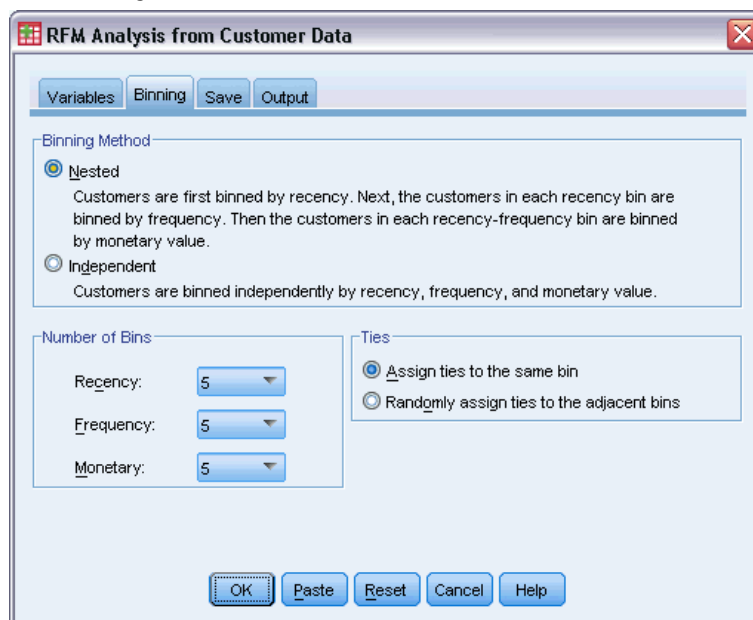 RFM Analysis from Customer Data
Variables Binning Save Output
Binning Method
Nested
Customers are first binned by recency. Next, the customers in each recency bin are
binned by frequency. Then the customers in each recency-frequency bin are binned
by monetary value.
Independent
Customers are binned independently by recency, frequency, and monetary value.
Number of Bins
Recency: 5
Frequency: 5
Monetary: 5
Ties
Assign ties to the same bin
Randomly assign ties to the adjacent bins
OK Paste Reset Cancel Help